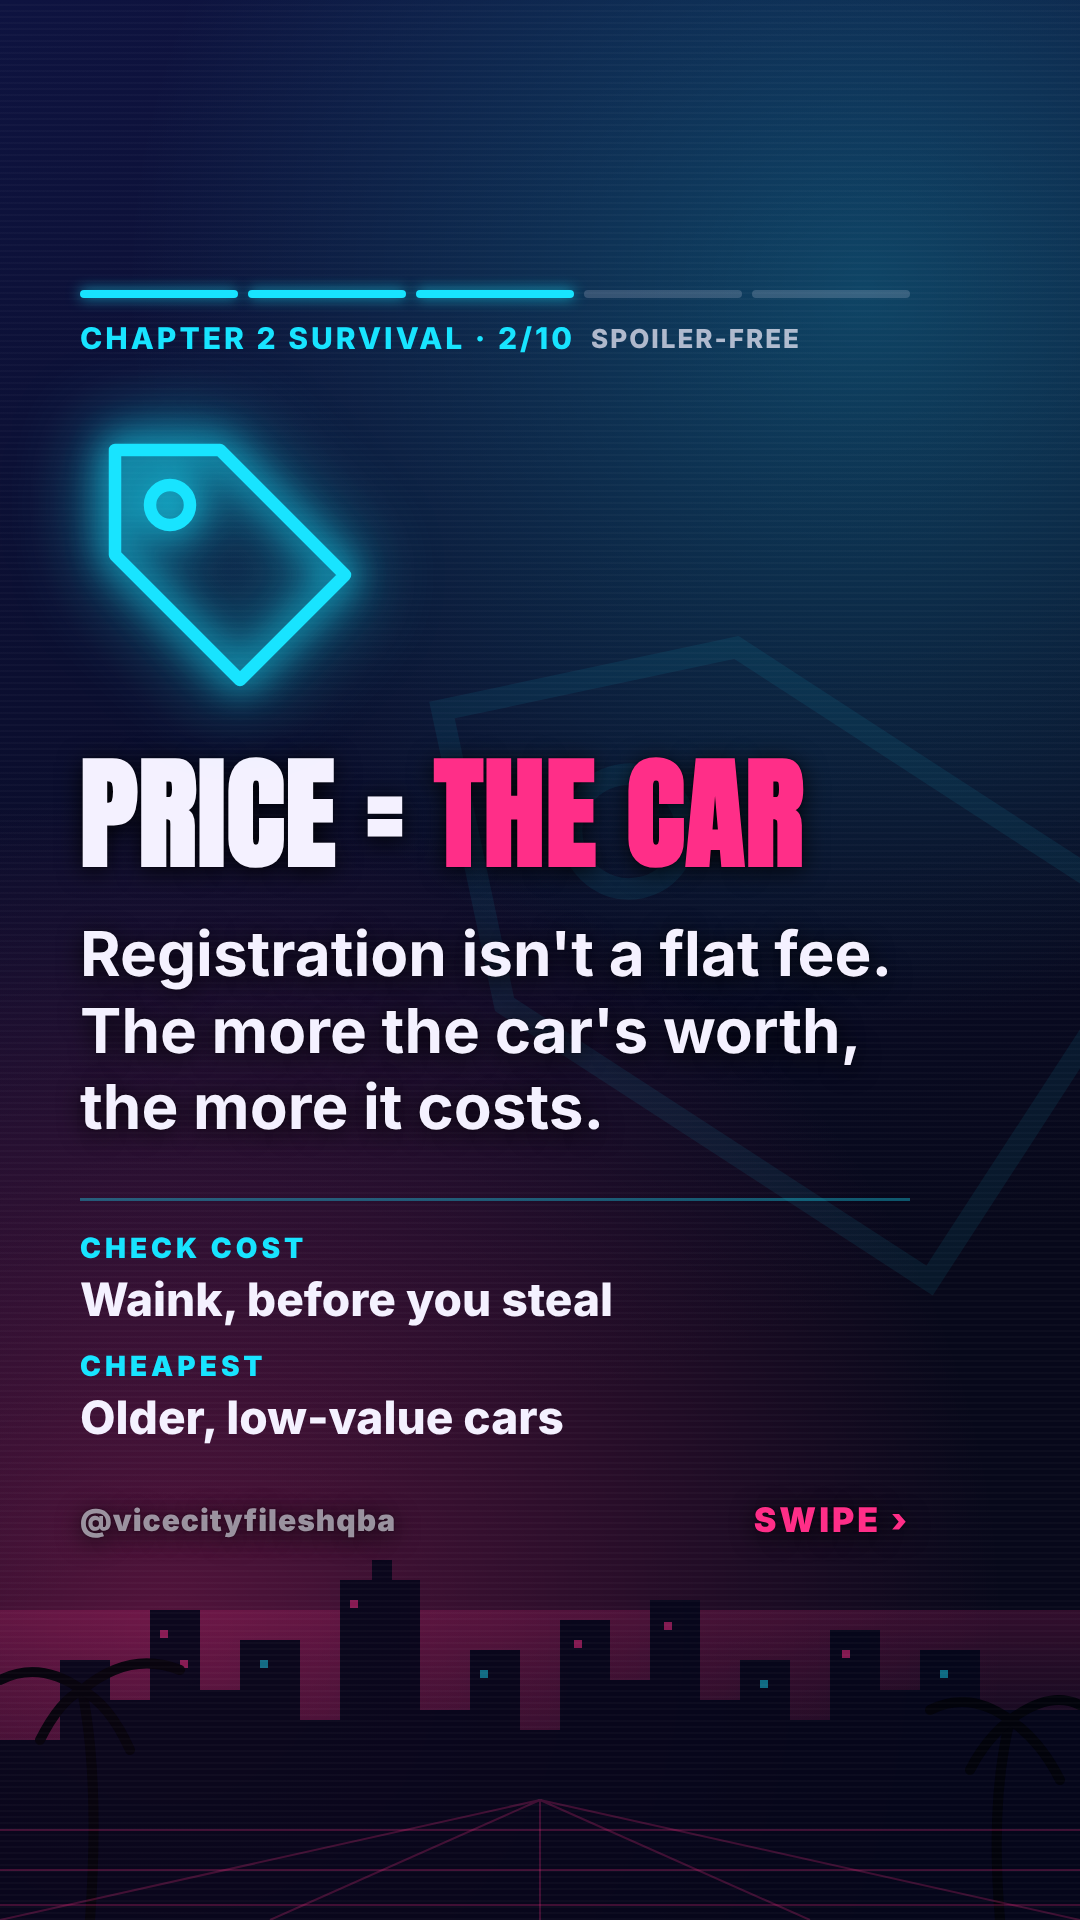 CHAPTER 2 SURVIVAL · 2/10 SPOILER-FREE
PRICE = THE CAR
Registration isn't a flat fee.
The more the car's worth,
the more it costs.
CHECK COST
Waink, before you steal
CHEAPEST
Older, low-value cars
@vicecityfileshqba
SWIPE ›